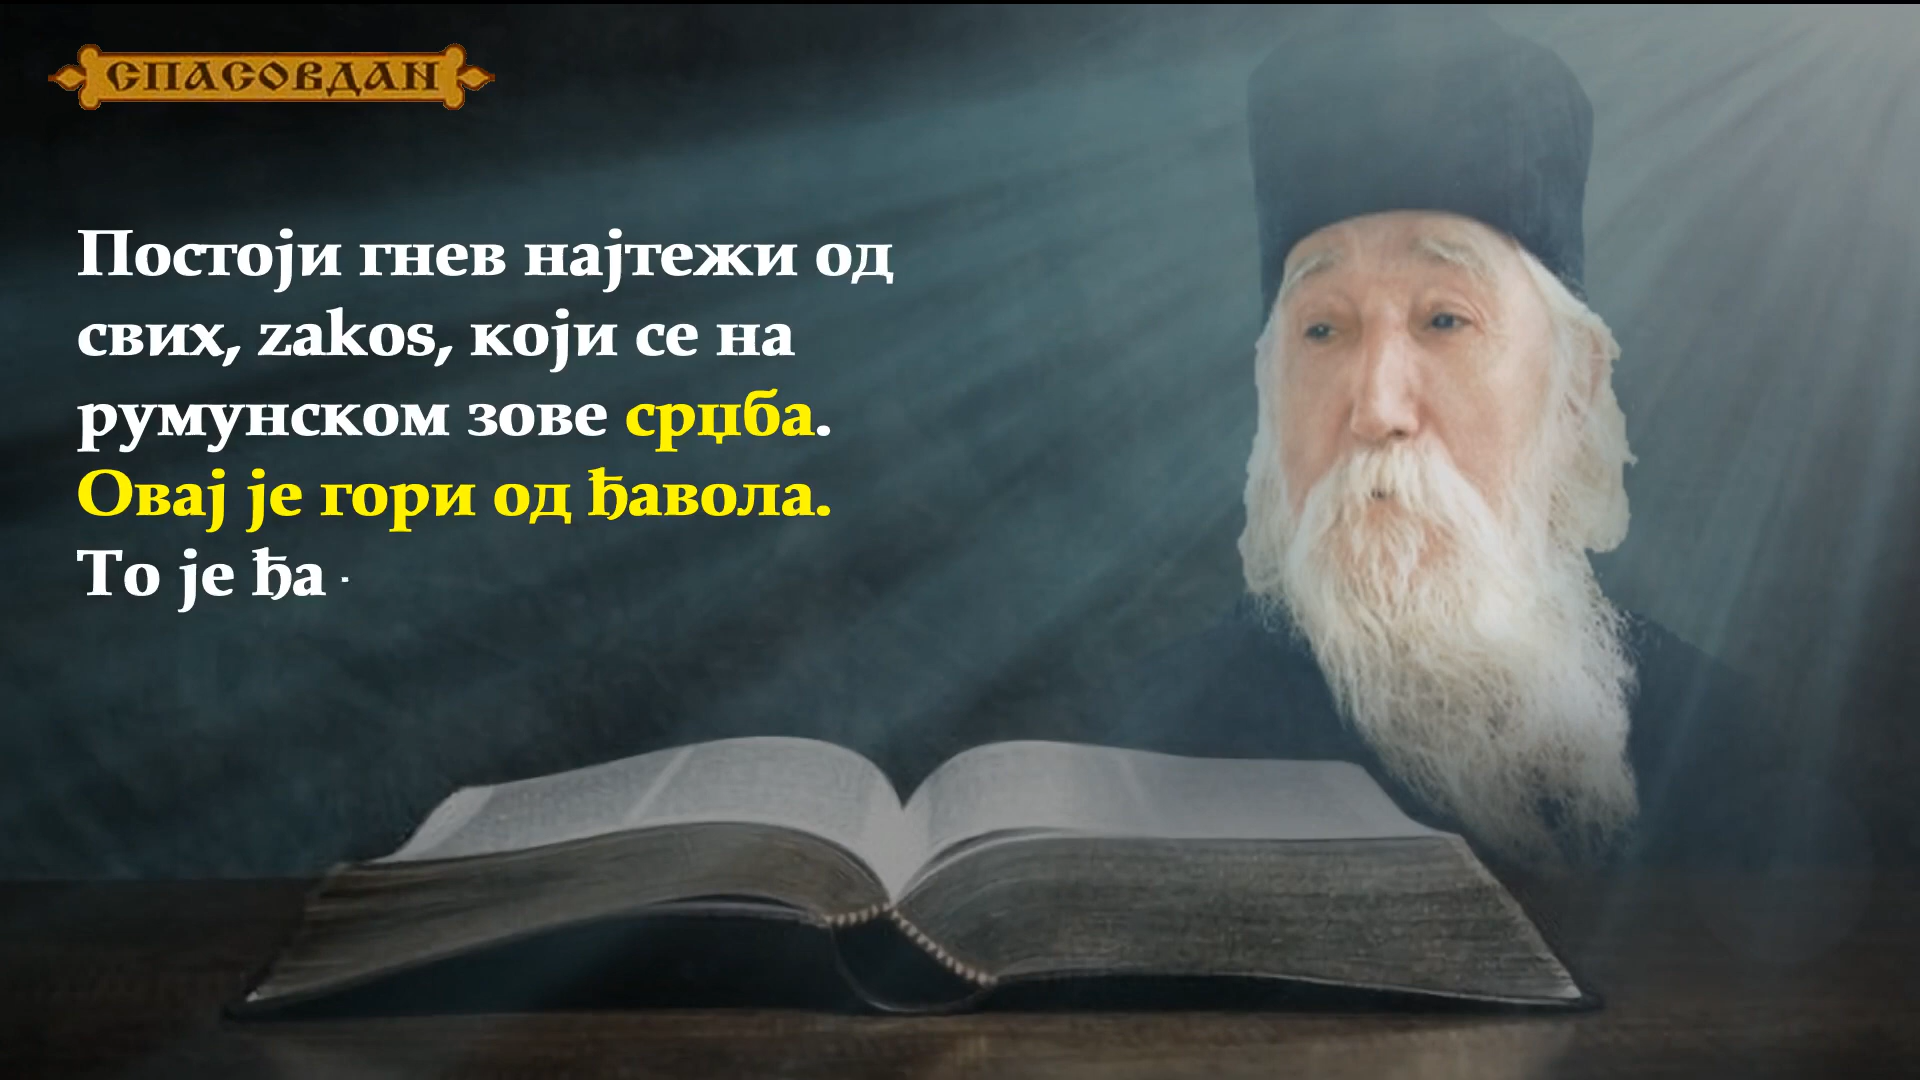 СПАСОВДАН
Постоји гнев најтежи од
свих, zakos, који се на
румунском зове срџба.
Овај је гори од ђавола.
То је ђа